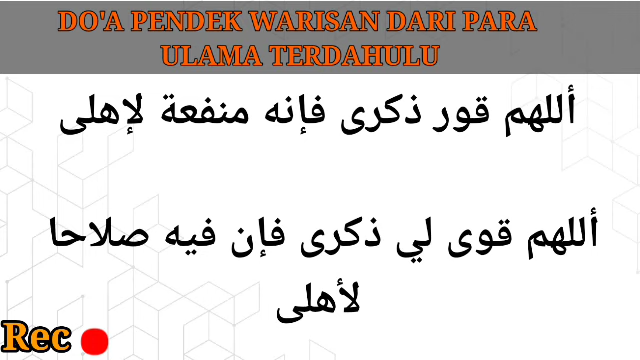 DO'A PENDEK WARISAN DARI PARA
ULAMA TERDAHULU
أللهم قور ذكرى فإنه منفعة لإهلى
أللهم قوى لي ذكرى فإن فيه صلاحا
لأهلى
Rec